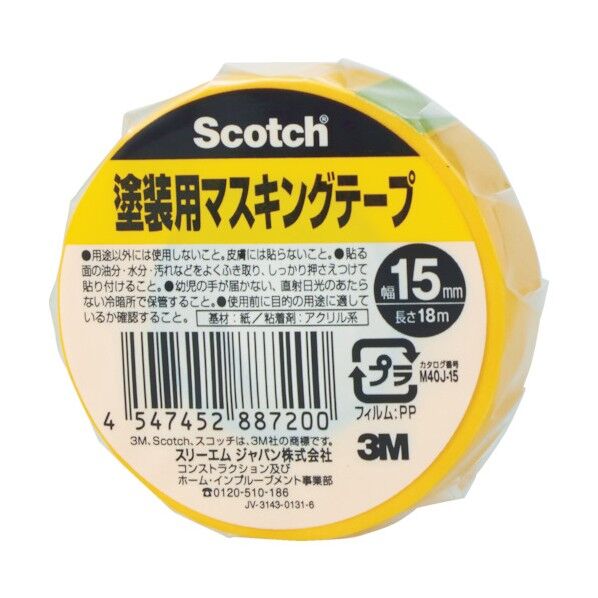 Scotch®
塗装用マスキングテープ
●用途以外には使用しないこと。皮膚には貼らないこと。●貼る
面の油分・水分・汚れなどをよくふき取り、しっかり押さえつけて
貼り付けること。●幼児の手が届かない、直射日光のあたら
ない冷暗所で保管すること。●使用前に目的の用途に適して
いるか確認すること。
基材:紙/粘着剤:アクリル系
幅15mm
長さ18m
プラ
フィルム:PP
カタログ番号
M40J-15
3M
4 547452 887200
3M、Scotch、スコッチは、3M社の商標です。
スリーエム ジャパン株式会社
コンストラクション及び
ホーム・インプルーブメント事業部
☎0120-510-186
JV-3143-0131-6